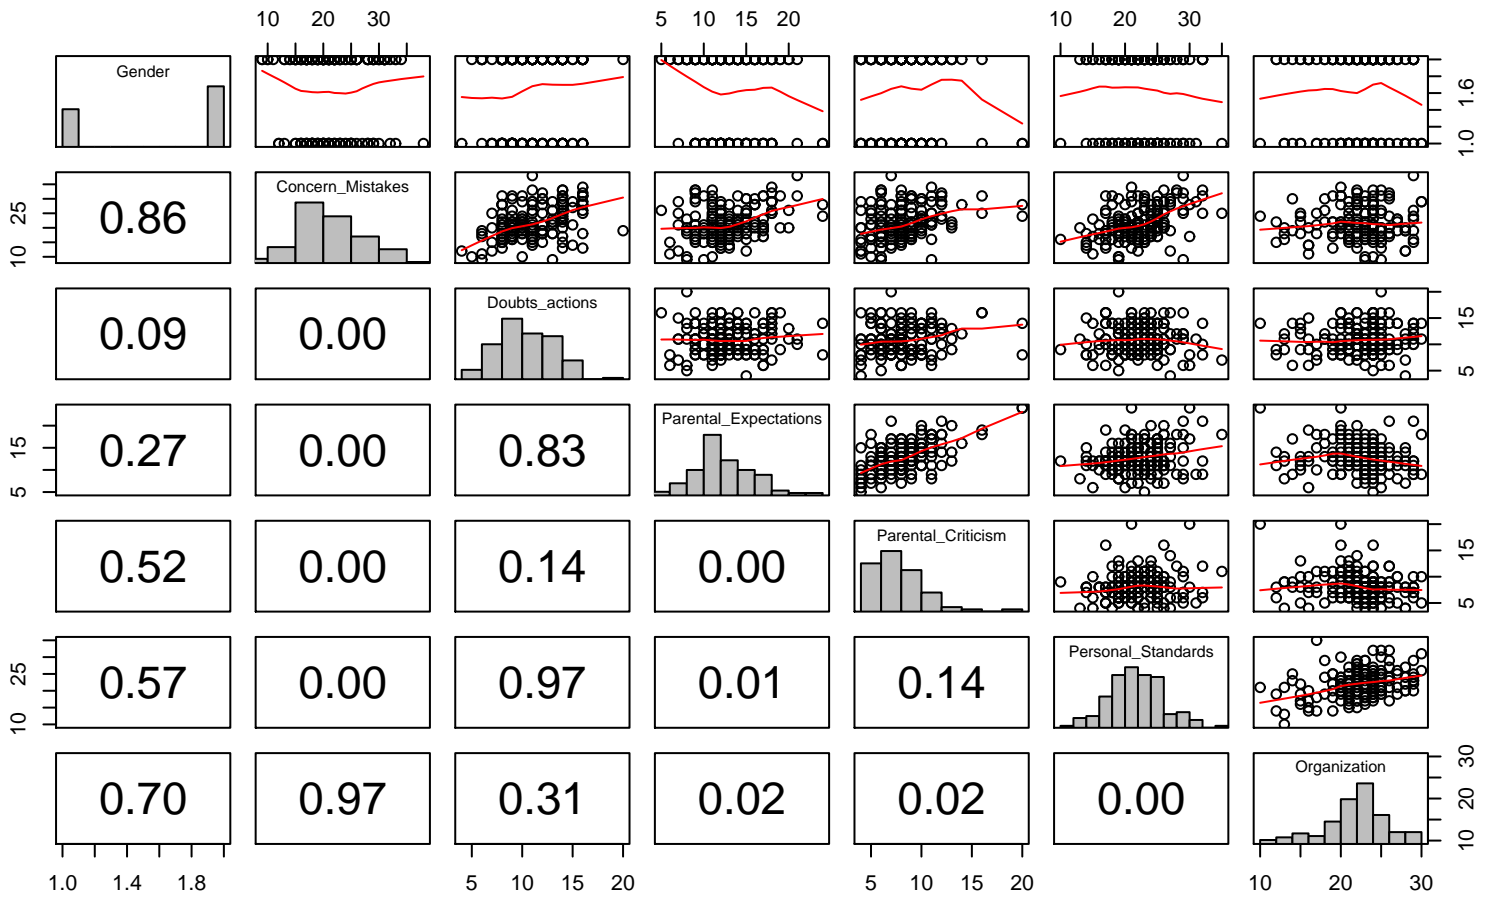 10 20 30 5 10 15 20 10 20 30
Gender
1.0 1.6
Concern_Mistakes
10 25
0.86
Doubts_actions
0.09 0.00
5 15
Parental_Expectations
5 15
0.27 0.00 0.83
Parental_Criticism
0.52 0.00 0.14 0.00
5 15
Personal_Standards
10 25
0.57 0.00 0.97 0.01 0.14
Organization
0.70 0.97 0.31 0.02 0.02 0.00
10 20 30
1.0 1.4 1.8 5 10 15 20 5 10 15 20 10 20 30